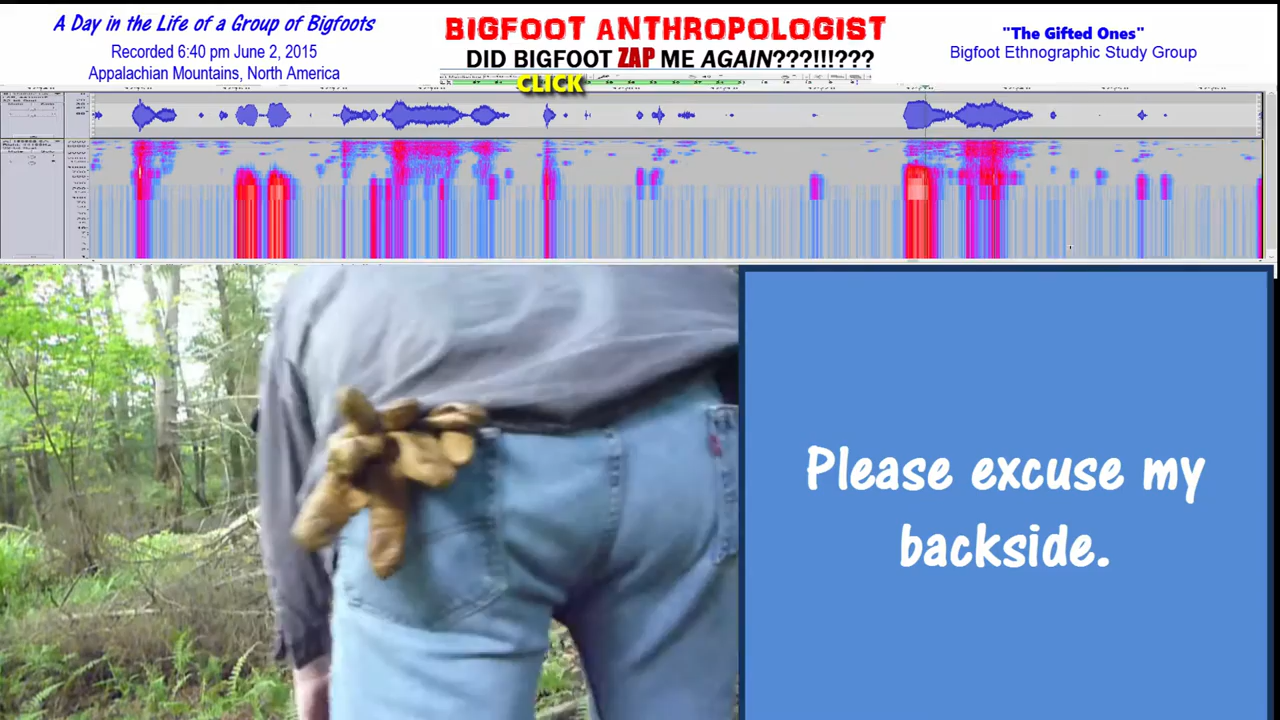 A Day in the Life of a Group of Bigfoots
Recorded 6:40 pm June 2, 2015
Appalachian Mountains, North America
BIGFOOT ANTHROPOLOGIST
DID BIGFOOT ZAP ME AGAIN???!!!???
CLICK
"The Gifted Ones"
Bigfoot Ethnographic Study Group
Please excuse my
backside.